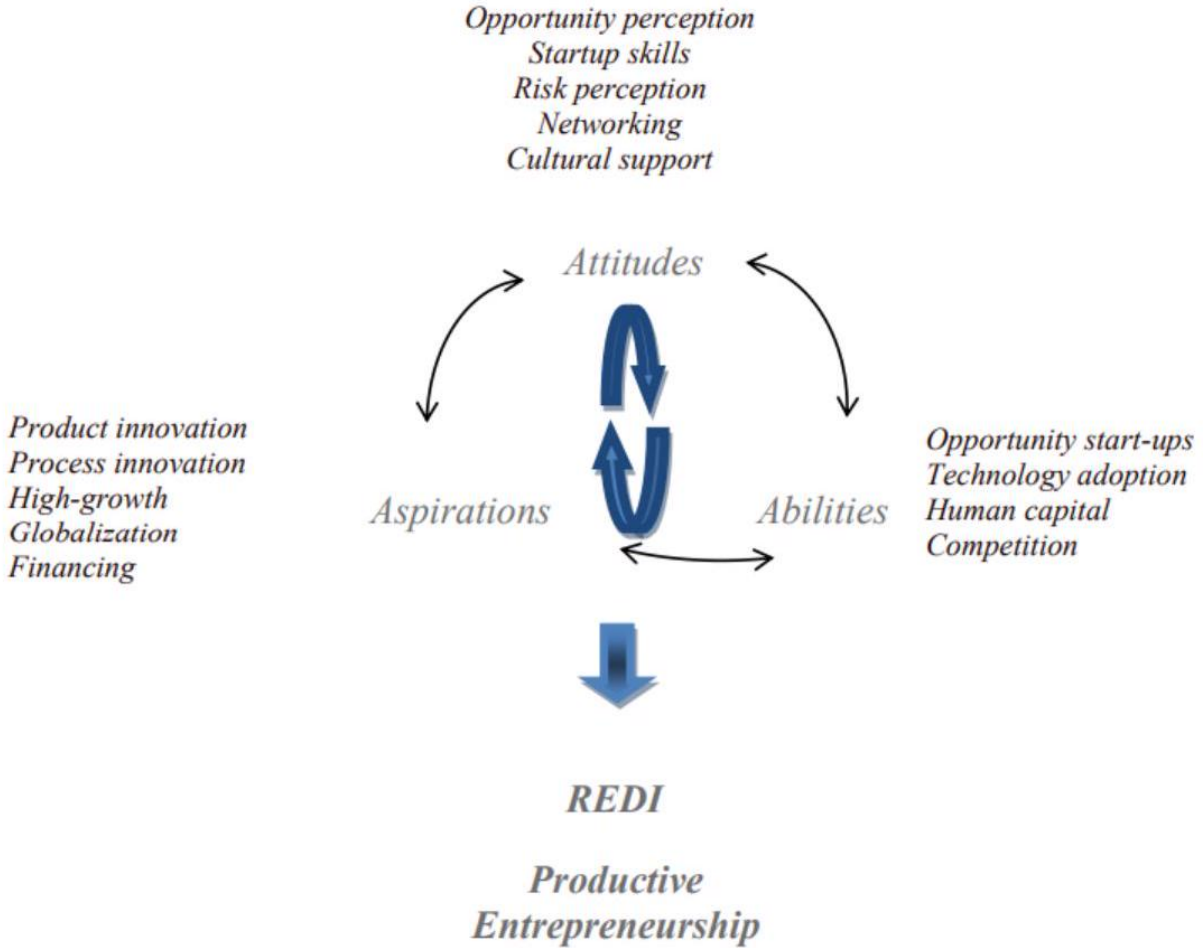 Opportunity perception
Startup skills
Risk perception
Networking
Cultural support
Attitudes
Product innovation
Process innovation
High-growth
Globalization
Financing
Aspirations
Abilities
Opportunity start-ups
Technology adoption
Human capital
Competition
REDI
Productive
Entrepreneurship